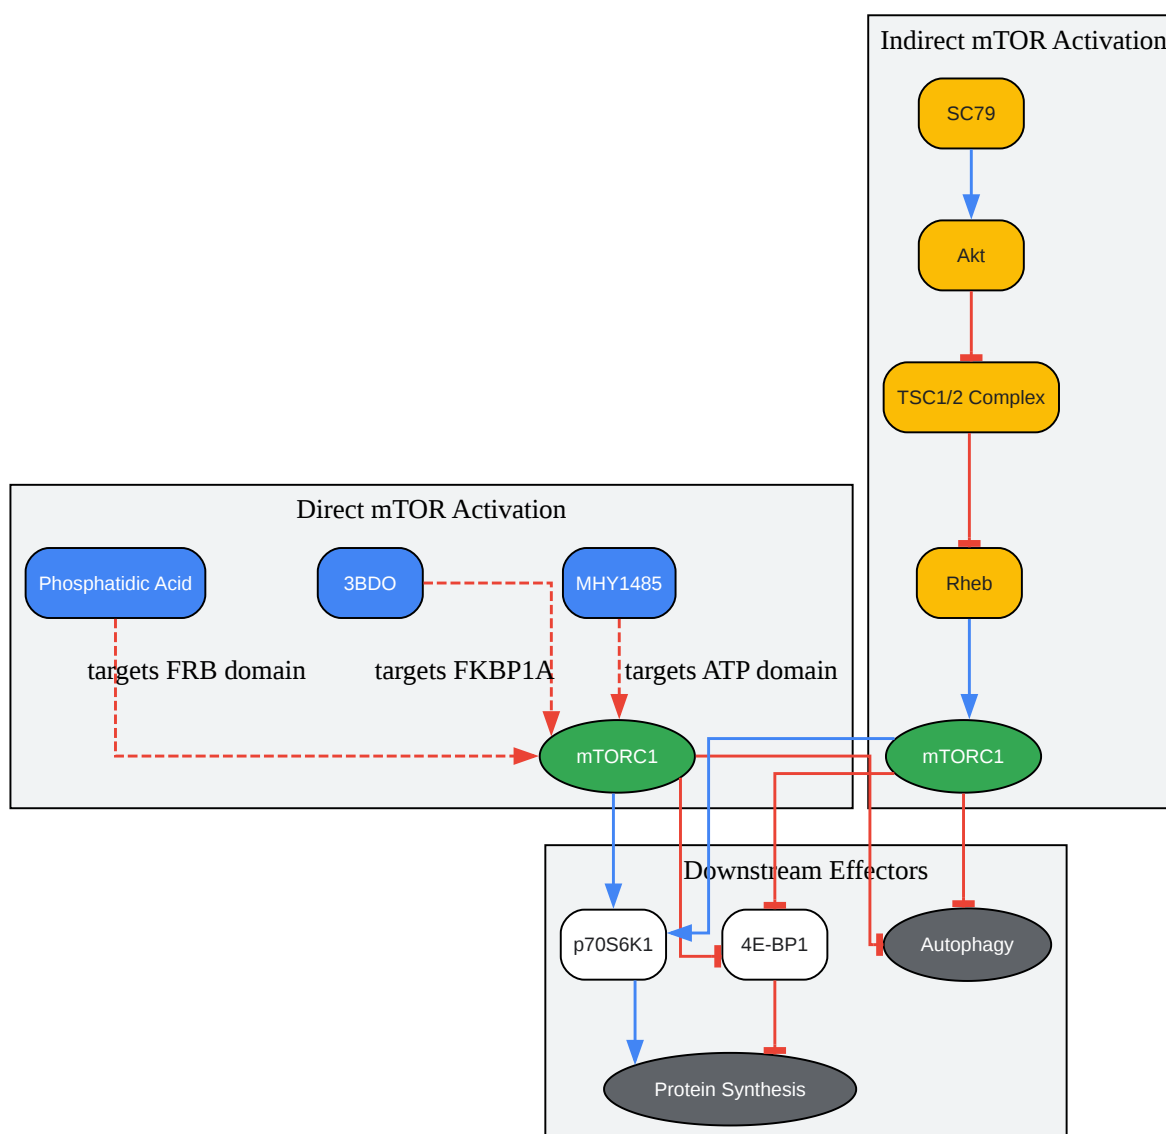 Indirect mTOR Activation
SC79
Akt
TSC1/2 Complex
Direct mTOR Activation
Phosphatidic Acid
3BDO
MHY1485
Rheb
targets FRB domain
targets FKBP1A
targets ATP domain
mTORC1
mTORC1
Downstream Effectors
p70S6K1
4E-BP1
Autophagy
Protein Synthesis